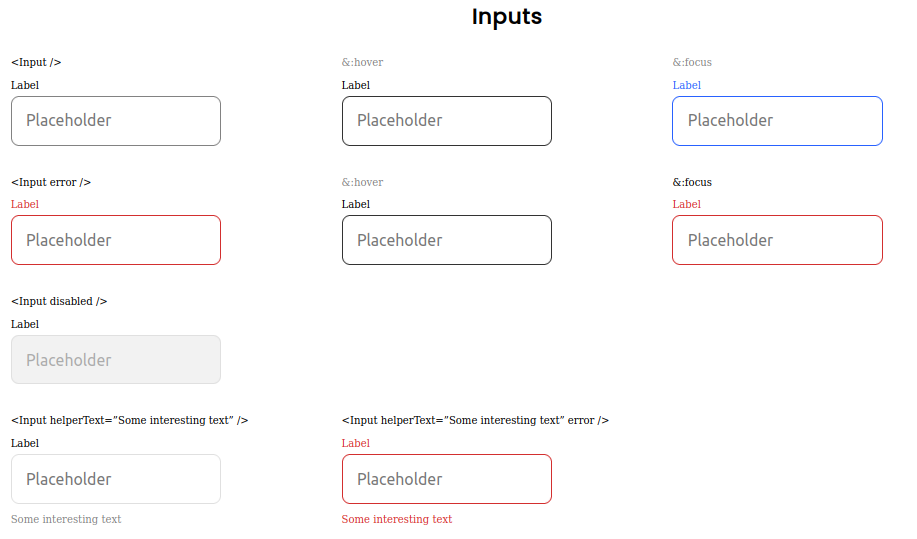 Inputs
<Input />
&:hover
&:focus
Label
Label
Label
Placeholder
Placeholder
Placeholder
<Input error />
&:hover
&:focus
Label
Label
Label
Placeholder
Placeholder
Placeholder
<Input disabled />
Label
Placeholder
<Input helperText=”Some interesting text” />
<Input helperText=”Some interesting text” error />
Label
Label
Placeholder
Placeholder
Some interesting text
Some interesting text